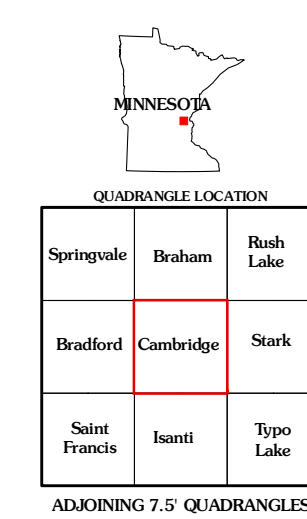 MINNESOTA
QUADRANGLE LOCATION
Springvale Braham Rush
Lake
Bradford Cambridge Stark
Saint
Francis Isanti Typo
Lake
ADJOINING 7.5' QUADRANGLES